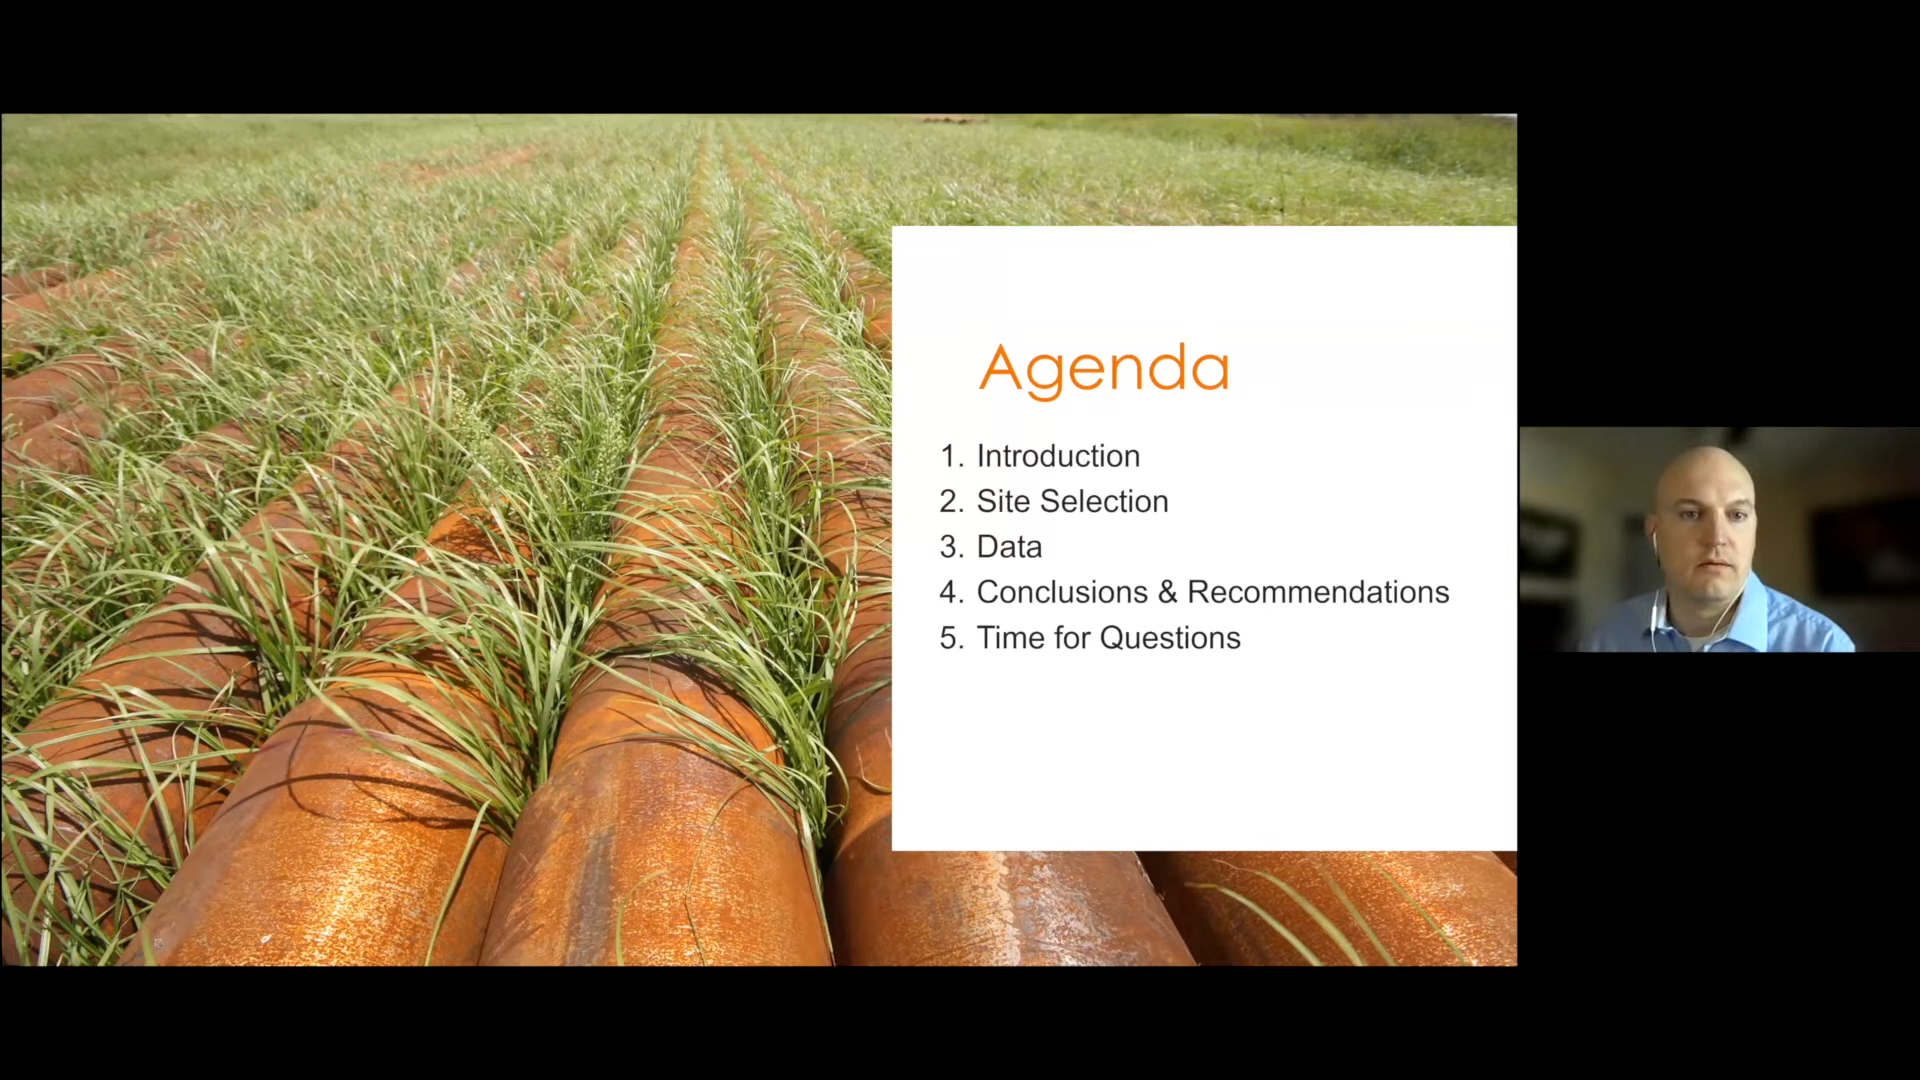 Agenda
1. Introduction
2. Site Selection
3. Data
4. Conclusions & Recommendations
5. Time for Questions